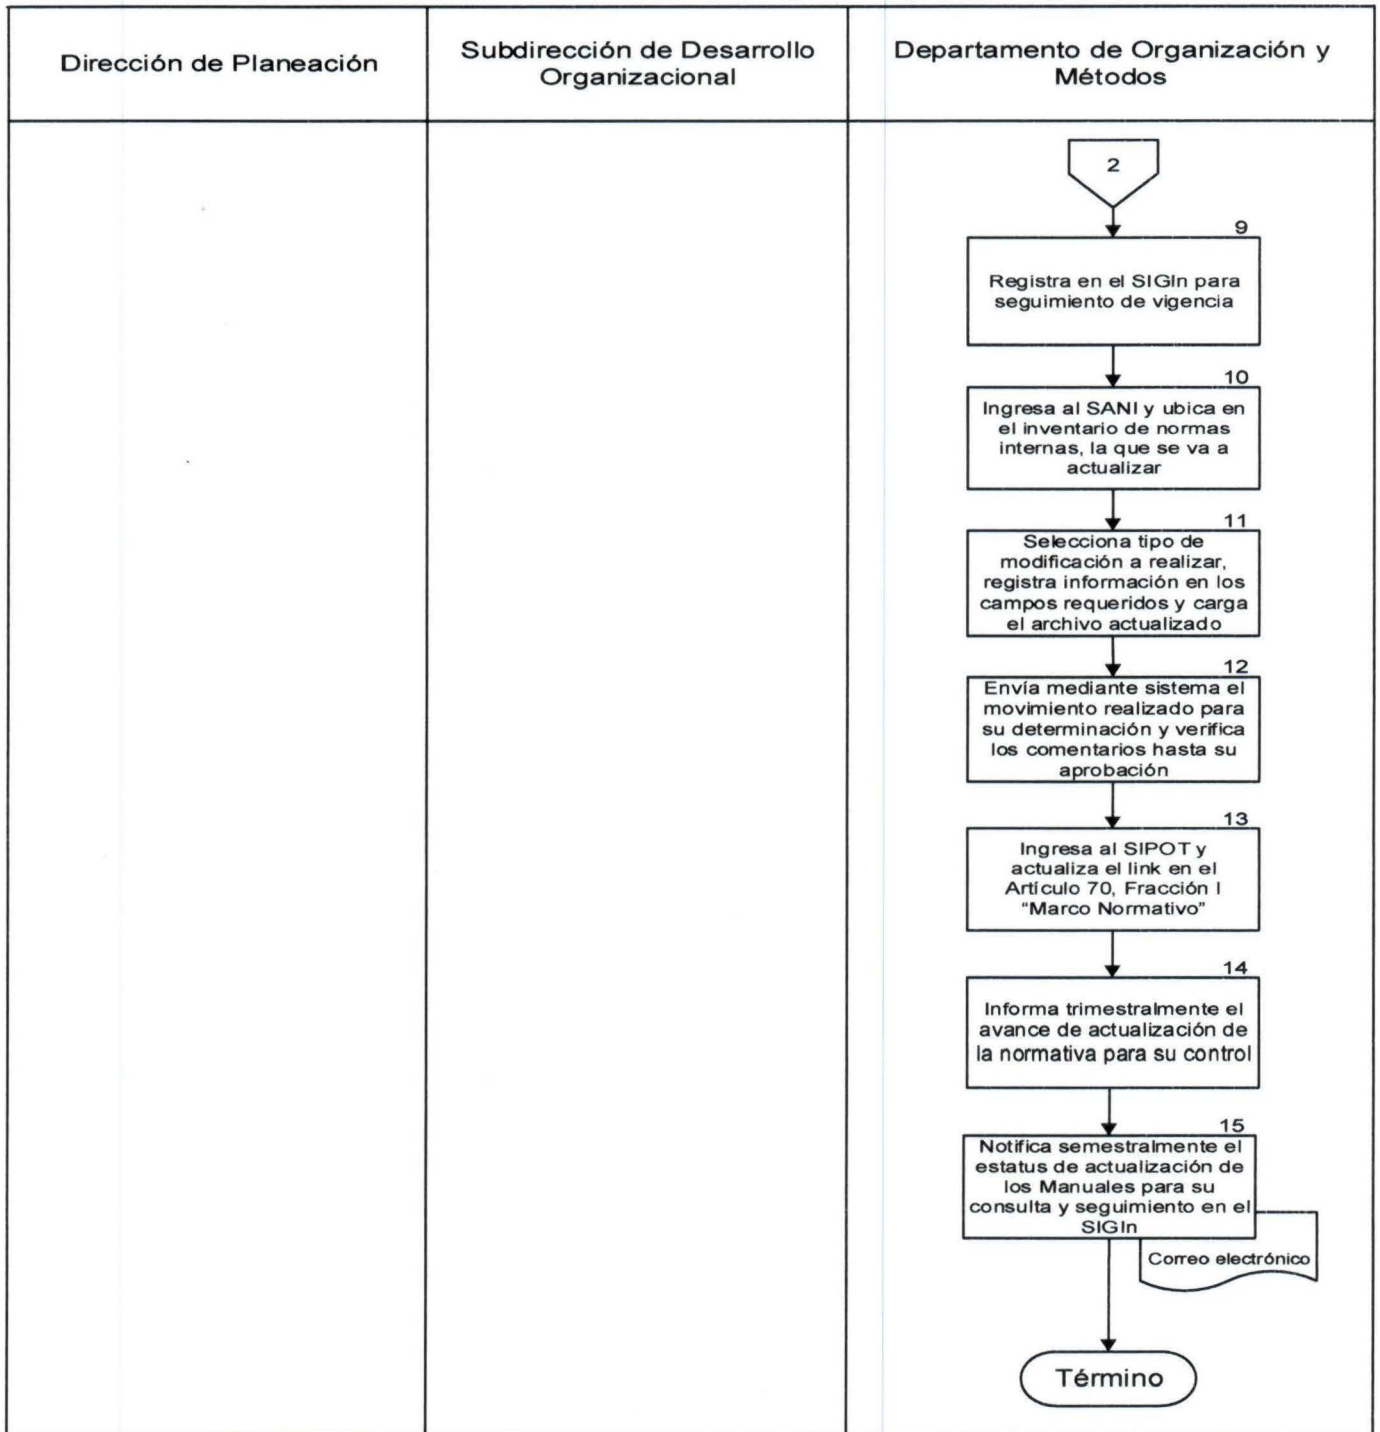 Dirección de Planeación
Subdirección de Desarrollo
Organizacional
Departamento de Organización y
Métodos
2
9
Registra en el SIGIn para
seguimiento de vigencia
10
Ingresa al SANI y ubica en
el inventario de normas
internas, la que se va a
actualizar
11
Selecciona tipo de
modificación a realizar,
registra información en los
campos requeridos y carga
el archivo actualizado
12
Envía mediante sistema el
movimiento realizado para
su determinación y verifica
los comentarios hasta su
aprobación
13
Ingresa al SIPOT y
actualiza el link en el
Artículo 70, Fracción I
“Marco Normativo”
14
Informa trimestralmente el
avance de actualización de
la normativa para su control
15
Notifica semestralmente el
estatus de actualización de
los Manuales para su
consulta y seguimiento en el
SIGIn
Correo electrónico
Término